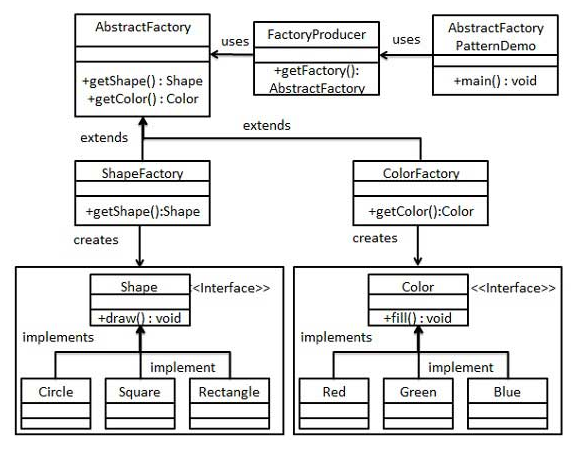 AbstractFactory
+getShape() : Shape
+getColor() : Color
uses
FactoryProducer
+getFactory():
AbstractFactory
uses
AbstractFactory
PatternDemo
+main() : void
extends
extends
ShapeFactory
+getShape():Shape
ColorFactory
+getColor():Color
creates
creates
Shape
<<Interface>>
+draw() : void
implements
implement
Circle
Square
Rectangle
Color
<<Interface>>
+fill() : void
implements
implement
Red
Green
Blue